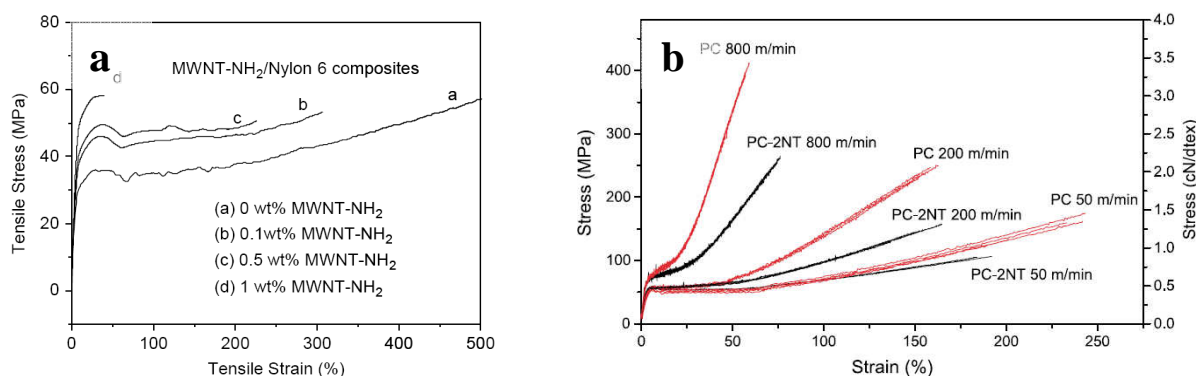 a
MWNT-NH2/Nylon 6 composites
d
c
b
a
(a) 0 wt% MWNT-NH2
(b) 0.1wt% MWNT-NH2
(c) 0.5 wt% MWNT-NH2
(d) 1 wt% MWNT-NH2
80
60
40
20
0
Tensile Stress (MPa)
0
100
200
300
400
500
Tensile Strain (%)
b
PC 800 m/min
PC-2NT 800 m/min
PC 200 m/min
PC 50 m/min
PC-2NT 200 m/min
PC-2NT 50 m/min
400
350
300
250
200
150
100
50
0
Stress (MPa)
4.0
3.5
3.0
2.5
2.0
1.5
1.0
0.5
0.0
Stress (cN/dtex)
0
50
100
150
200
250
Strain (%)